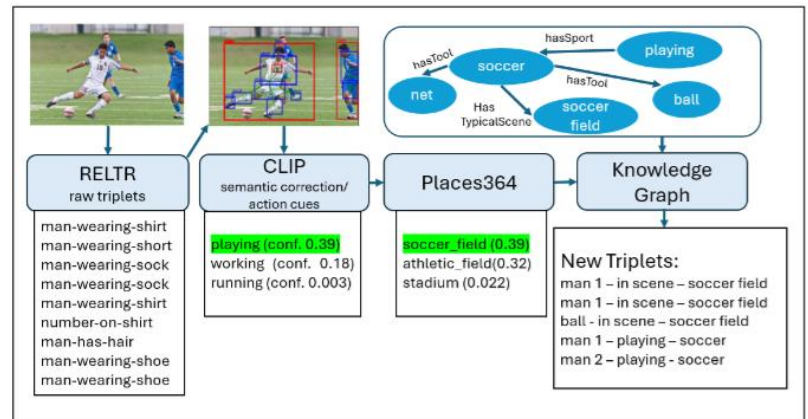 hasSport
playing
hasTool
soccer
hasTool
net
Has
TypicalScene
soccer
field
ball
RELTR
raw triplets
CLIP
semantic correction/
action cues
Places364
Knowledge
Graph
man-wearing-shirt
man-wearing-short
man-wearing-sock
man-wearing-sock
man-wearing-shirt
number-on-shirt
man-has-hair
man-wearing-shoe
man-wearing-shoe
playing (conf. 0.39)
working (conf. 0.18)
running (conf. 0.003)
soccer_field (0.39)
athletic_field(0.32)
stadium (0.022)
New Triplets:
man 1 – in scene – soccer field
man 1 – in scene – soccer field
ball - in scene – soccer field
man 1 – playing – soccer
man 2 – playing - soccer